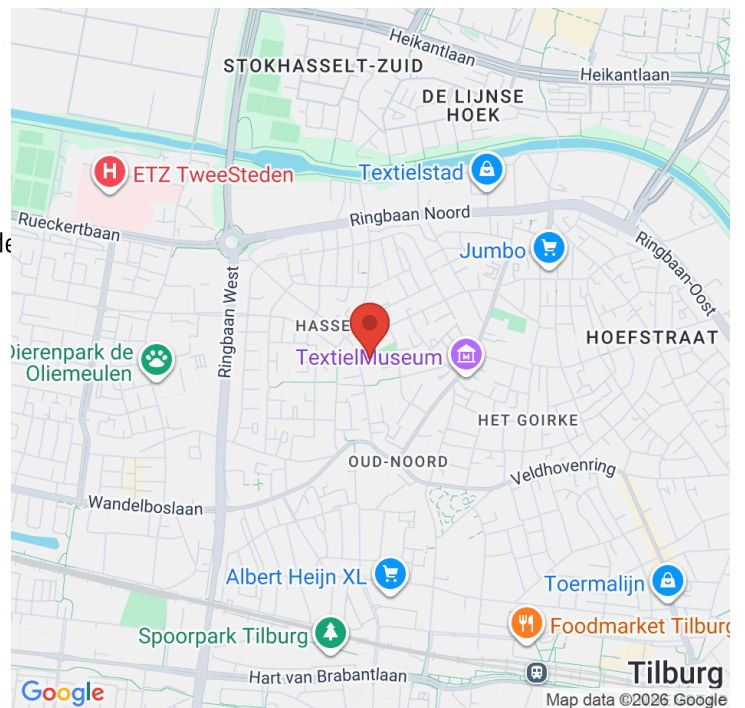 Heikantlaan
STOKHASSELT-ZUID
Heikantlaan
DE LIJNSE
HOEK
ETZ TweeSteden
Textielstad
Rueckertbaan
Ringbaan Noord
Jumbo
Ringbaan-Oost
Ringbaan West
HASSE
HOEFSTRAAT
Dierenpark de
Oliemeulen
TextielMuseum
HET GOIRKE
OUD-NOORD
Veldhovenring
Wandelboslaan
Albert Heijn XL
Toermalijn
Spoorpark Tilburg
Foodmarket Tilburg
Hart van Brabantlaan
Tilburg
Google
Map data ©2026 Google